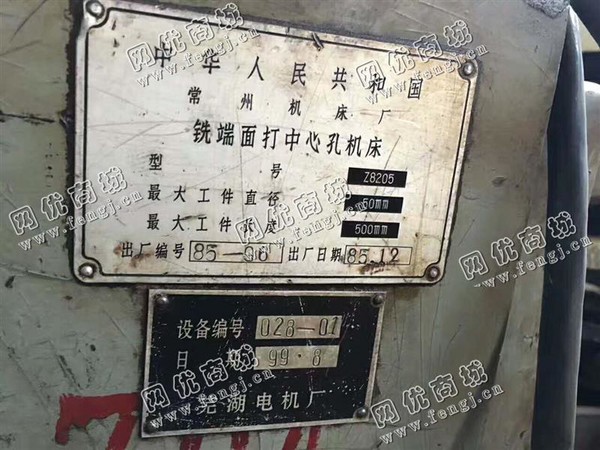 中华人民共和国
常州机床厂
铣端面打中心孔机床
型号 Z8205
最大工件直径 50mm
最大工件长度 500mm
出厂编号 85-96 出厂日期 85.12
设备编号 028-01
日期 99.8
芜湖电机厂
网优商城
www.fengj.cn